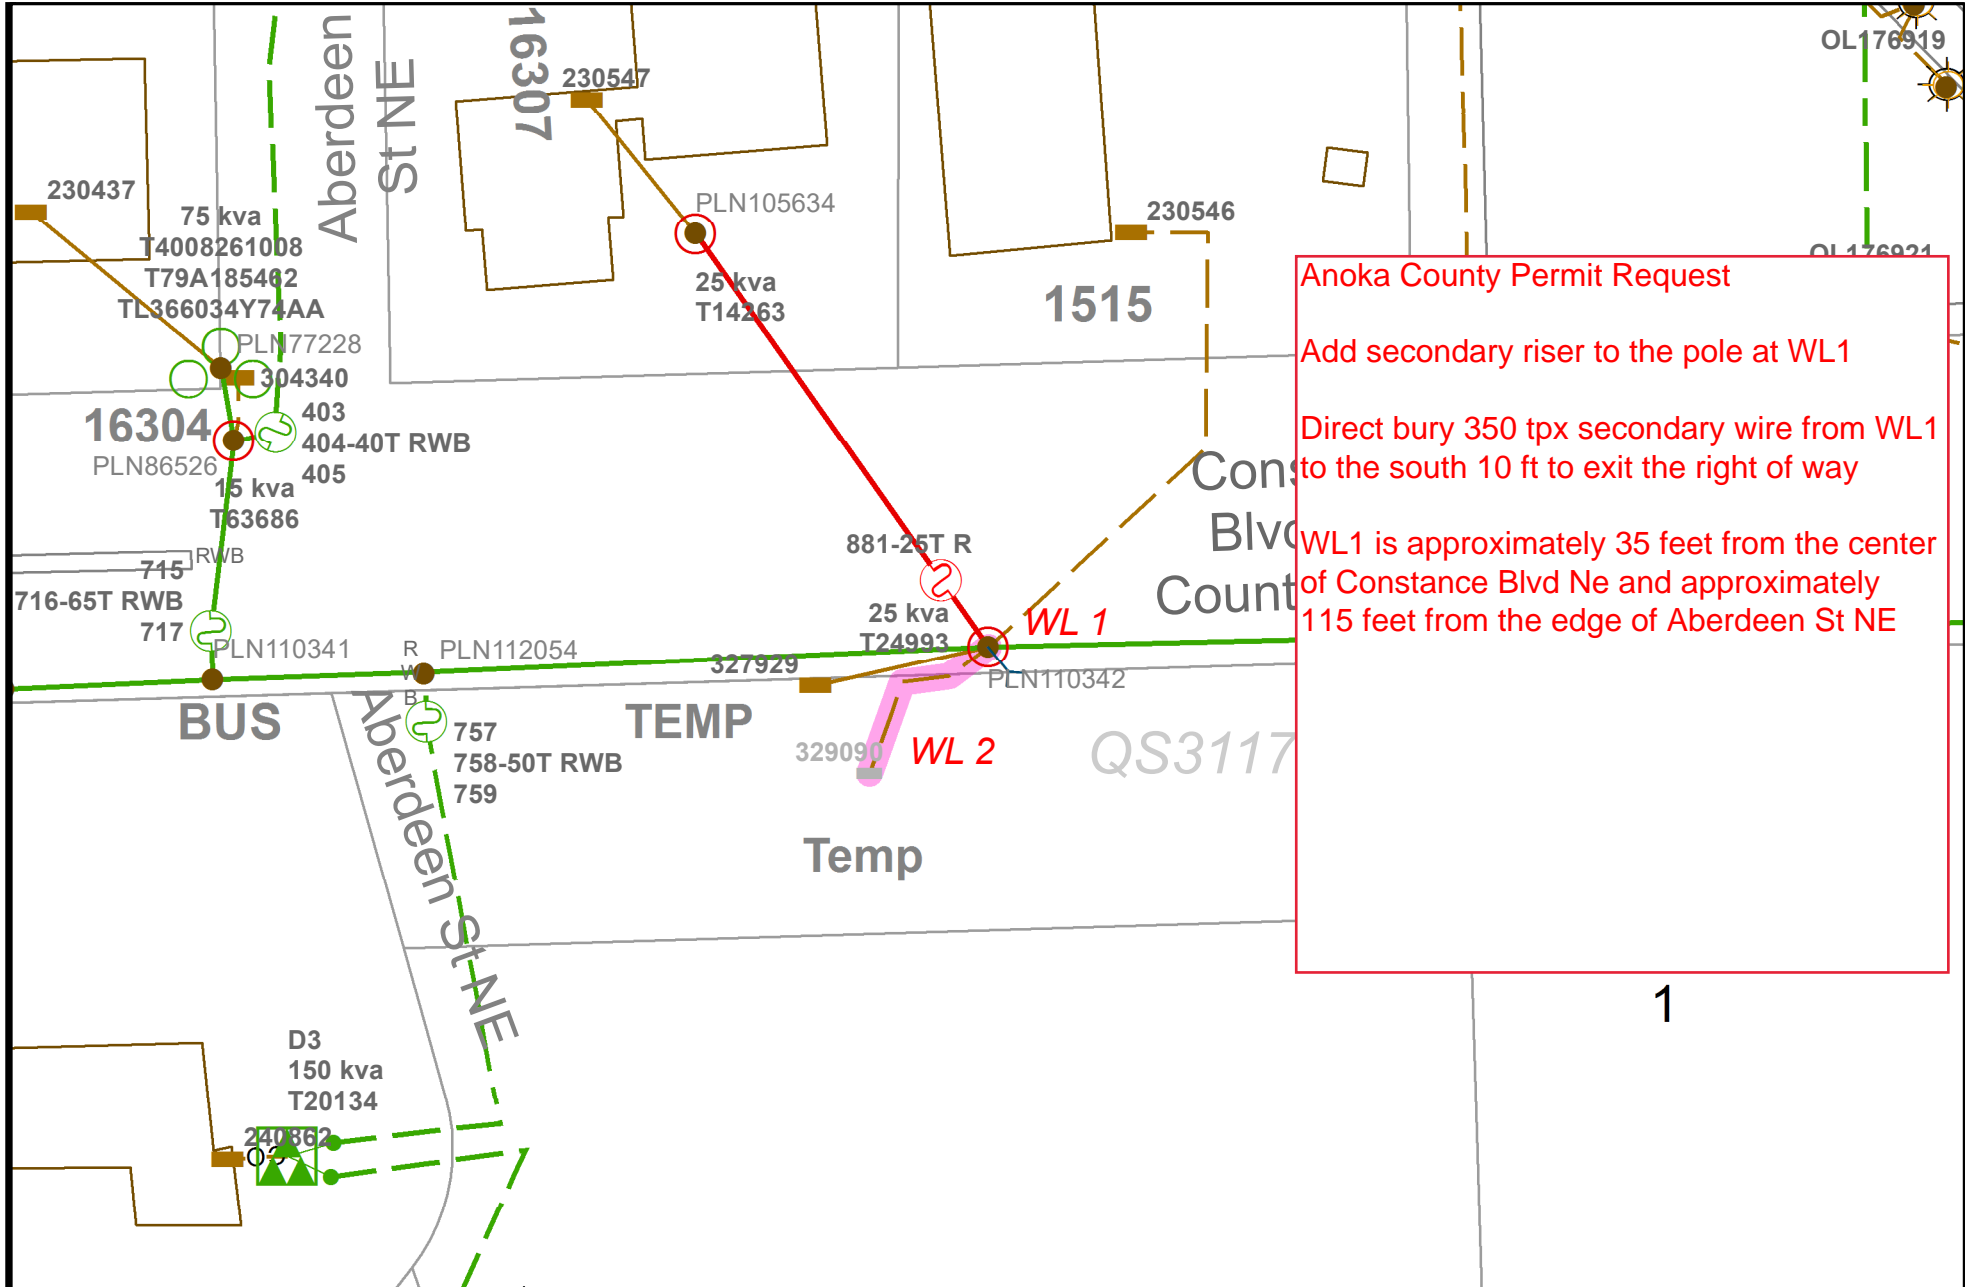 Aberdeen
St NE
16307
230547
OL176919
230437
75 kva
T4008261008
T79A185462
TL366034Y74AA
PLN77228
304340
PLN105634
25 kva
T14263
230546
1515
OL176921
16304
PLN86526
403
404-40T RWB
405
15 kva
T63686
RWB
715
716-65T RWB
717
PLN110341
R
W
B
PLN112054
881-25T R
25 kva
T24993
WL 1
327929
PLN110342
Cons
Blvd
Count
Anoka County Permit Request
Add secondary riser to the pole at WL1
Direct bury 350 tpx secondary wire from WL1
to the south 10 ft to exit the right of way
WL1 is approximately 35 feet from the center
of Constance Blvd Ne and approximately
115 feet from the edge of Aberdeen St NE
BUS
TEMP
757
758-50T RWB
759
329090
WL 2
QS3117
Temp
Aberdeen St NE
1
D3
150 kva
T20134
240862